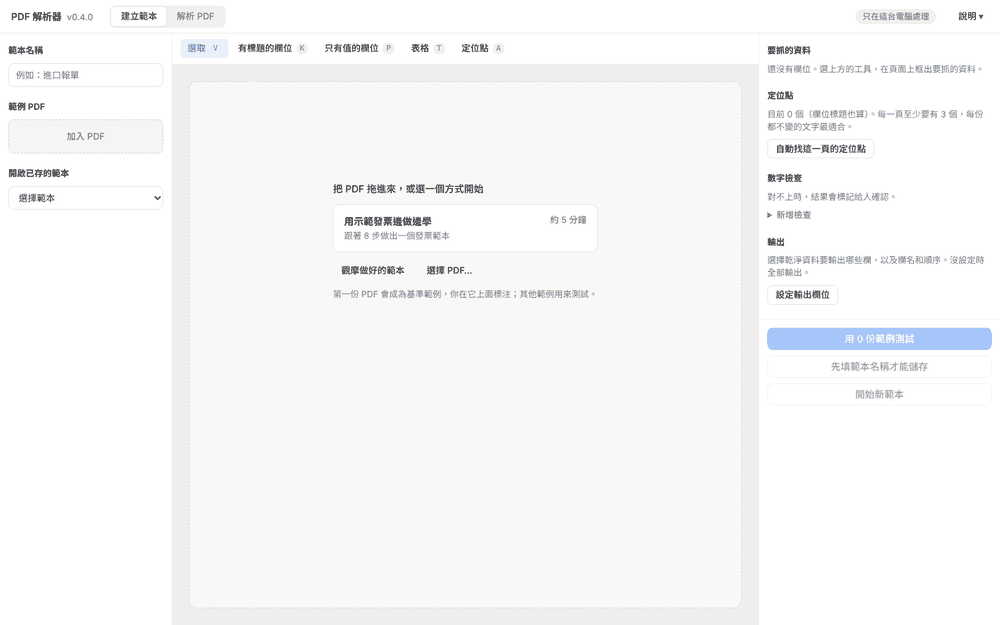 PDF 解析器 v0.4.0
建立範本
解析 PDF
只在這台電腦處理
說明 ▾
範本名稱
例如：進口報單
範例 PDF
加入 PDF
開啟已存的範本
選擇範本
選取 V
有標題的欄位 K
只有值的欄位 P
表格 T
定位點 A
把 PDF 拖進來，或選一個方式開始
用示範發票邊做邊學
約 5 分鐘
跟著 8 步做出一個發票範本
觀摩做好的範本
選擇 PDF...
第一份 PDF 會成為基準範例，你在它上面標注；其他範例用來測試。
要抓的資料
還沒有欄位。選上方的工具，在頁面上框出要抓的資料。
定位點
目前 0 個（欄位標題也算）。每一頁至少要有 3 個，每份
都不變的文字最適合。
自動找這一頁的定位點
數字檢查
對不上時，結果會標記給人確認。
▶ 新增檢查
輸出
選擇乾淨資料要輸出哪些欄，以及欄名和順序。沒設定時
全部輸出。
設定輸出欄位
用 0 份範例測試
先填範本名稱才能儲存
開始新範本